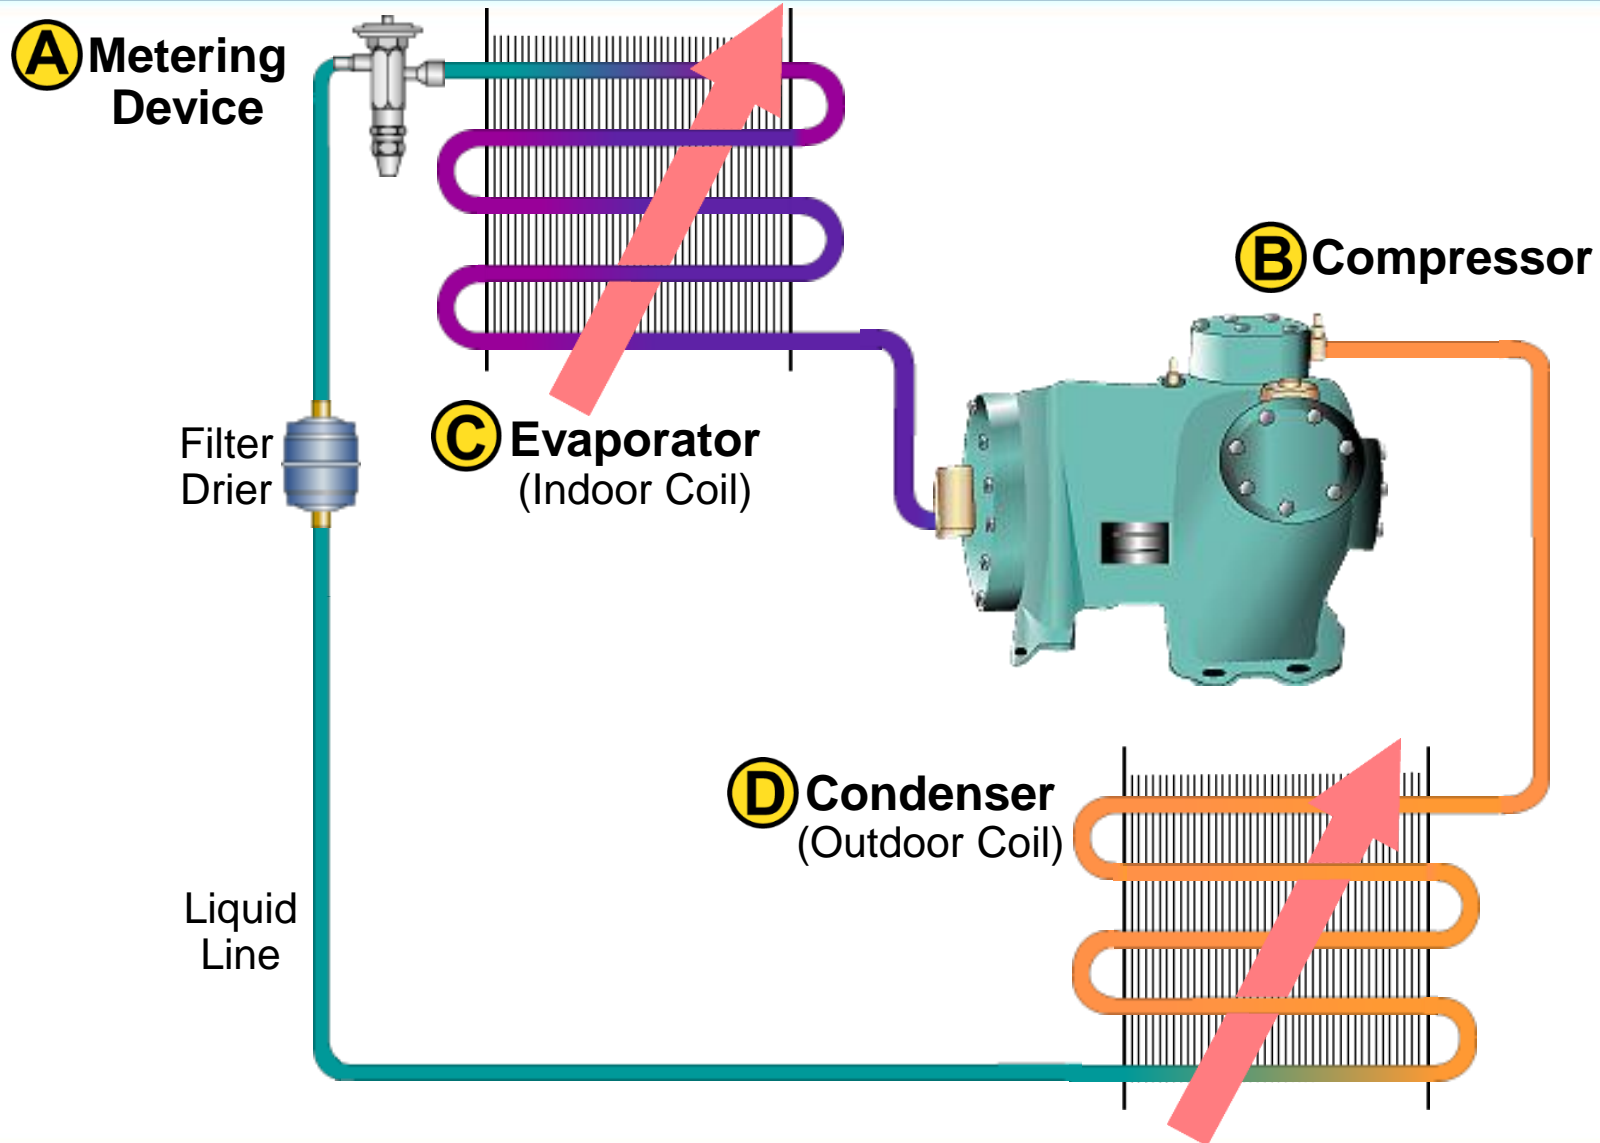 A Metering
Device
B Compressor
C Evaporator
(Indoor Coil)
Filter
Drier
D Condenser
(Outdoor Coil)
Liquid
Line